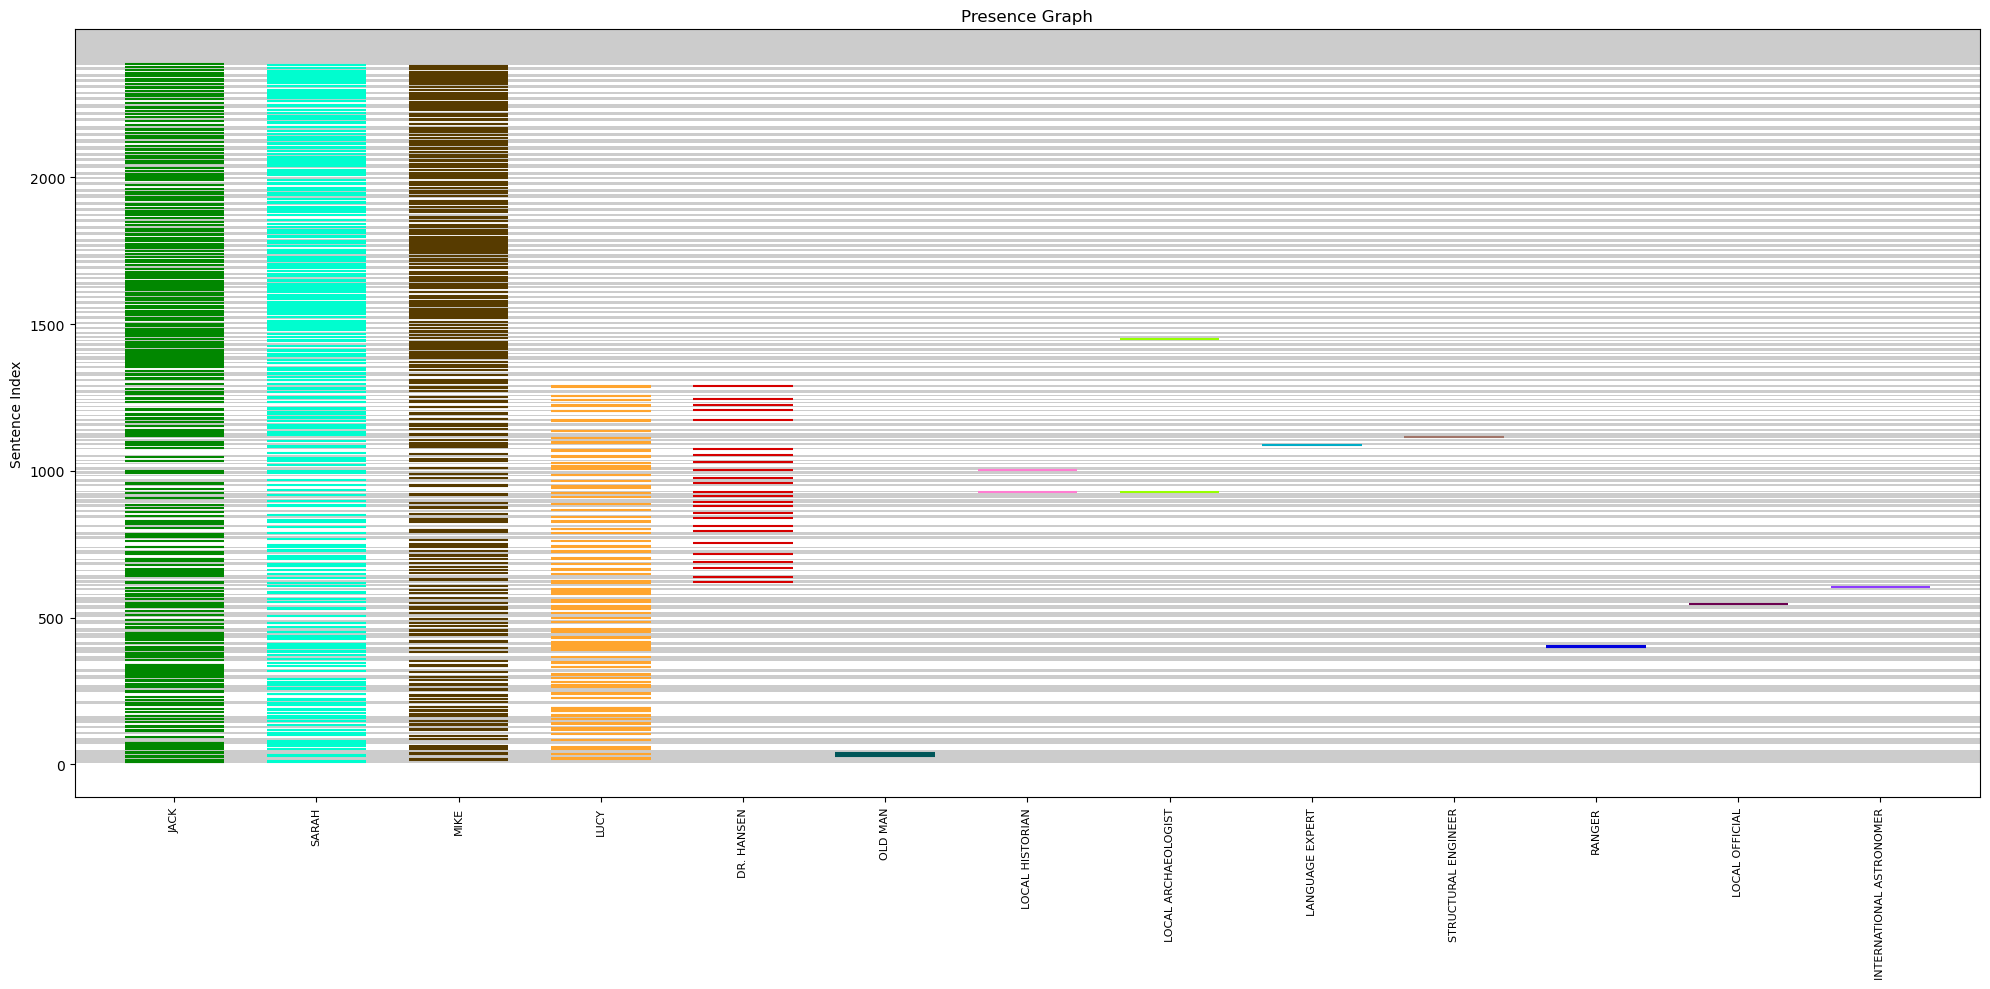 Presence Graph
Sentence Index
2000
1500
1000
500
0
JACK
SARAH
MIKE
LUCY
DR. HANSEN
OLD MAN
LOCAL HISTORIAN
LOCAL ARCHAEOLOGIST
LANGUAGE EXPERT
STRUCTURAL ENGINEER
RANGER
LOCAL OFFICIAL
INTERNATIONAL ASTRONOMER